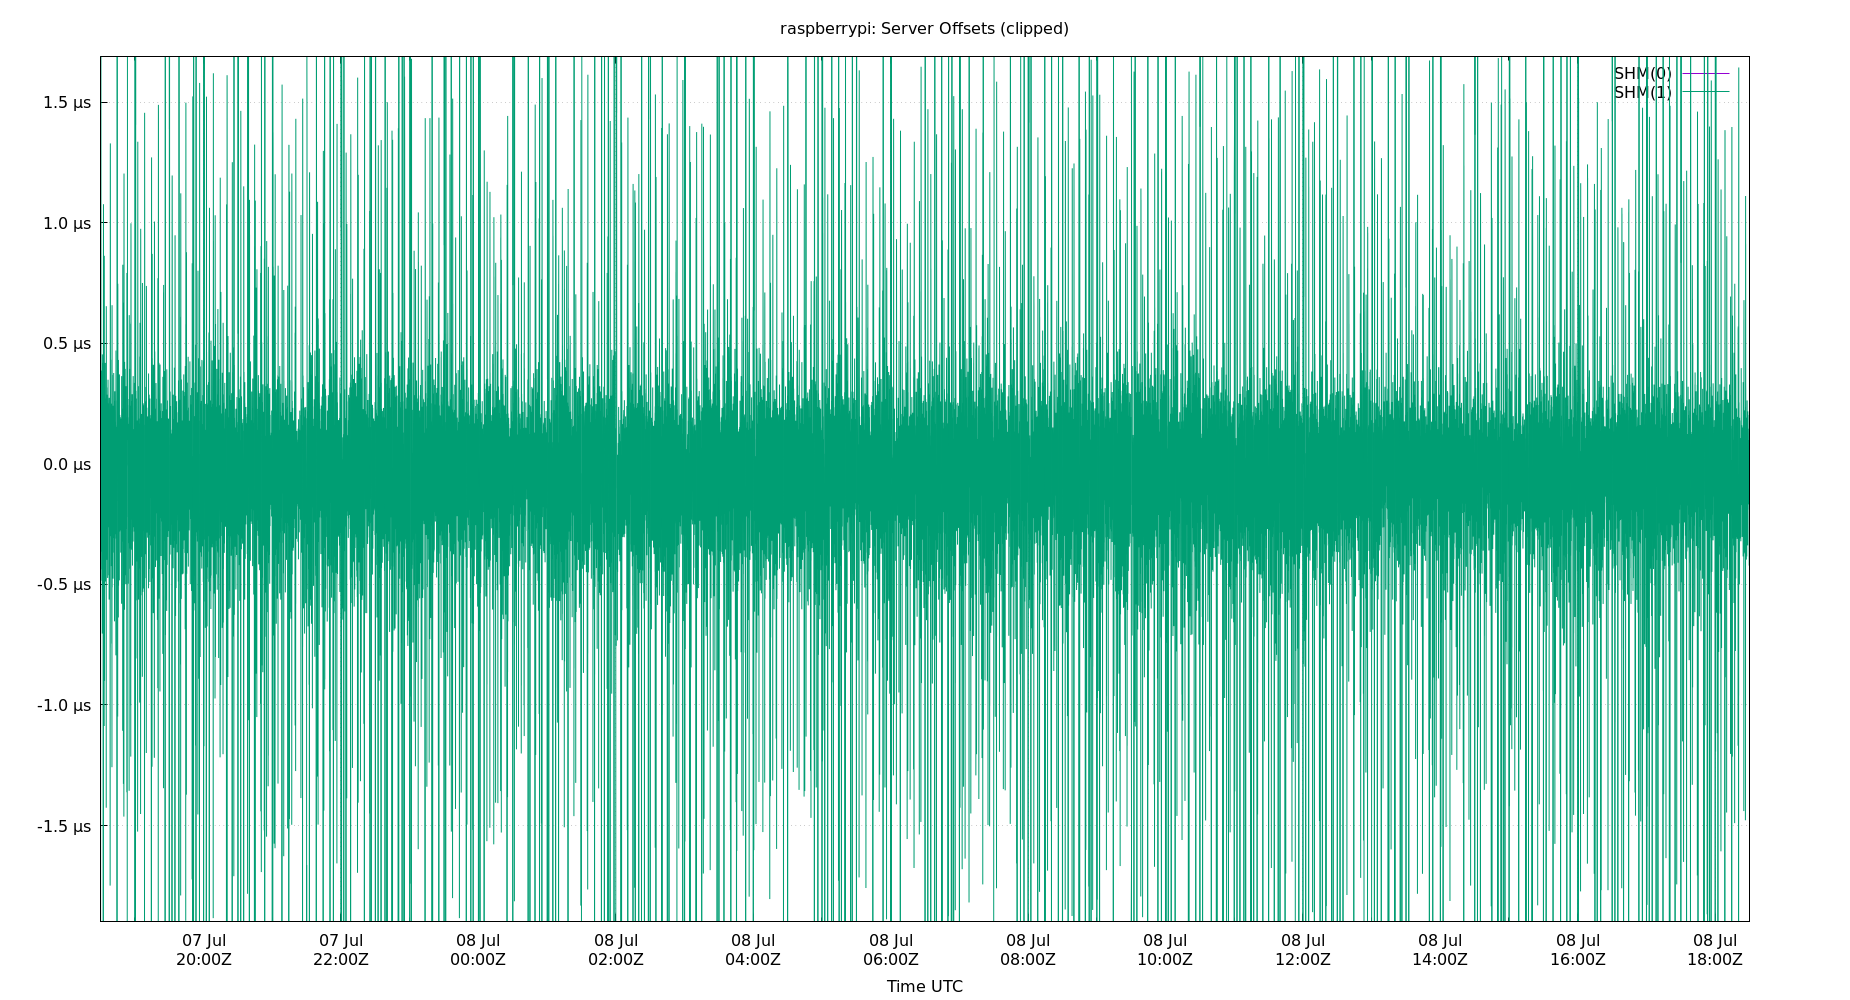 raspberrypi: Server Offsets (clipped)
SHM(0)
SHM(1)
1.5 µs
1.0 µs
0.5 µs
0.0 µs
-0.5 µs
-1.0 µs
-1.5 µs
07 Jul 07 Jul 08 Jul 08 Jul 08 Jul 08 Jul 08 Jul 08 Jul 08 Jul 08 Jul 08 Jul 08 Jul
20:00Z 22:00Z 00:00Z 02:00Z 04:00Z 06:00Z 08:00Z 10:00Z 12:00Z 14:00Z 16:00Z 18:00Z
Time UTC